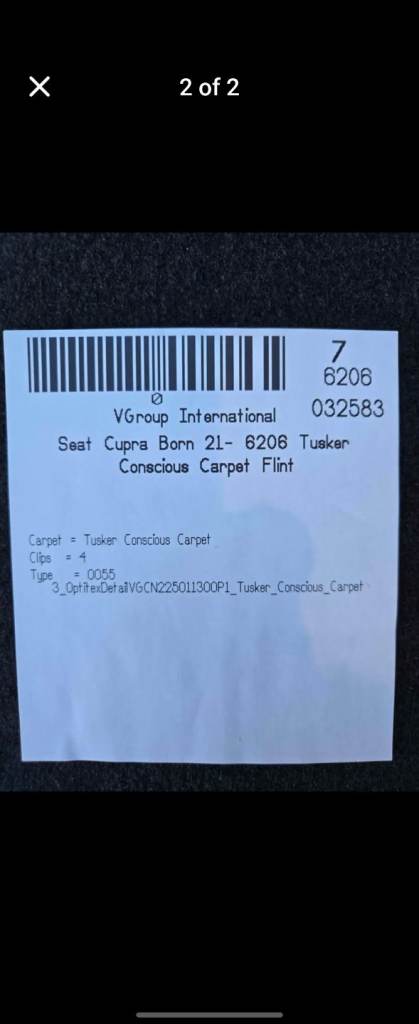 2 of 2
7
6206
032583
Ø
VGroup International
Seat Cupra Born 21- 6206 Tusker
Conscious Carpet Flint
Carpet = Tusker Conscious Carpet
Clips = 4
Type = 0055
3_OptitexDetailVGCN225011300P1_Tusker_Conscious_Carpet